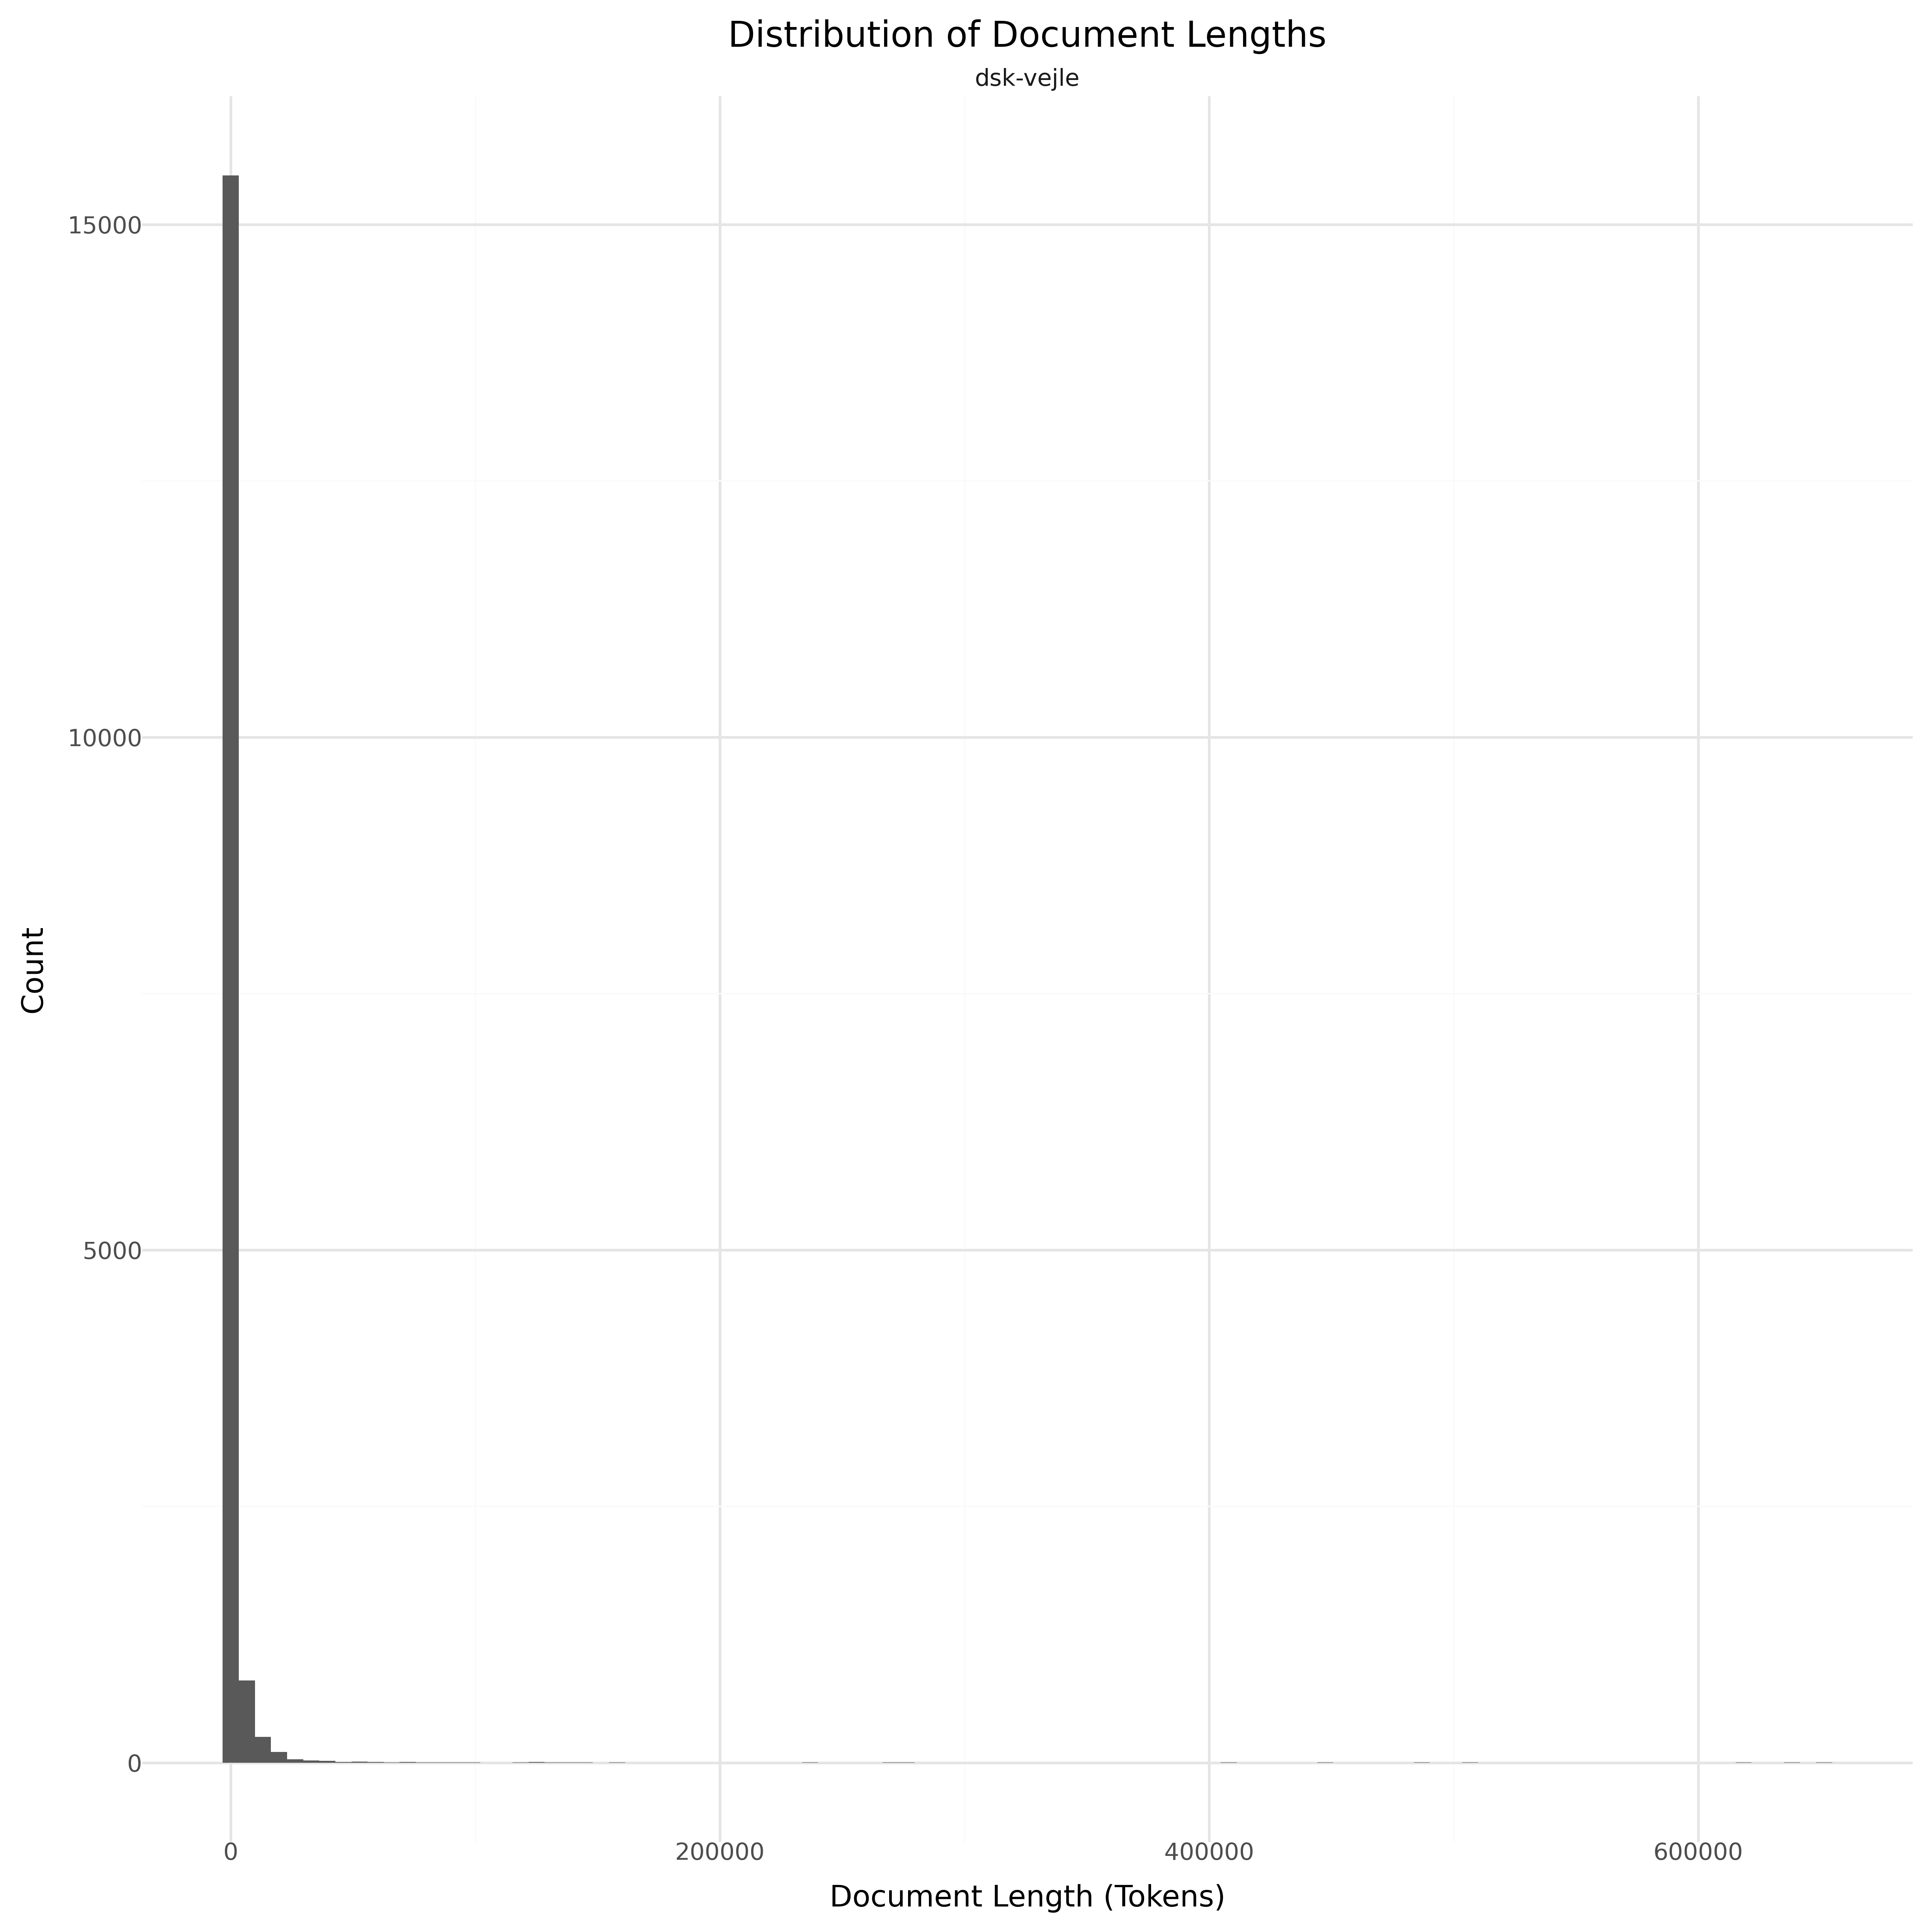 Distribution of Document Lengths
dsk-vejle
15000
10000
5000
0
Count
0 200000 400000 600000
Document Length (Tokens)